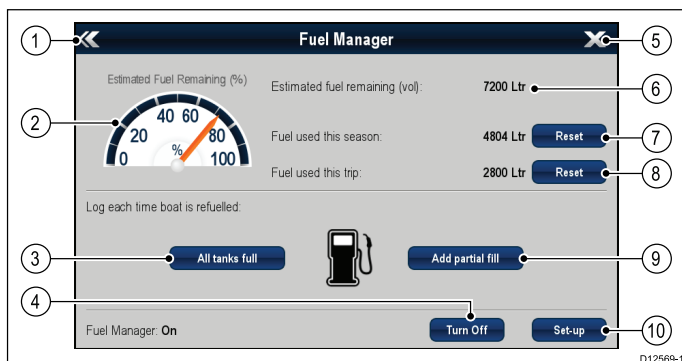 Fuel Manager
1
5
Estimated Fuel Remaining (%)
0 20 40 60 80 100
%
2
Estimated fuel remaining (vol): 7200 Ltr
6
Fuel used this season: 4804 Ltr Reset
7
Fuel used this trip: 2800 Ltr Reset
8
Log each time boat is refuelled:
3
All tanks full
Add partial fill
9
4
Fuel Manager: On
Turn Off
Set-up
10
D12569-1